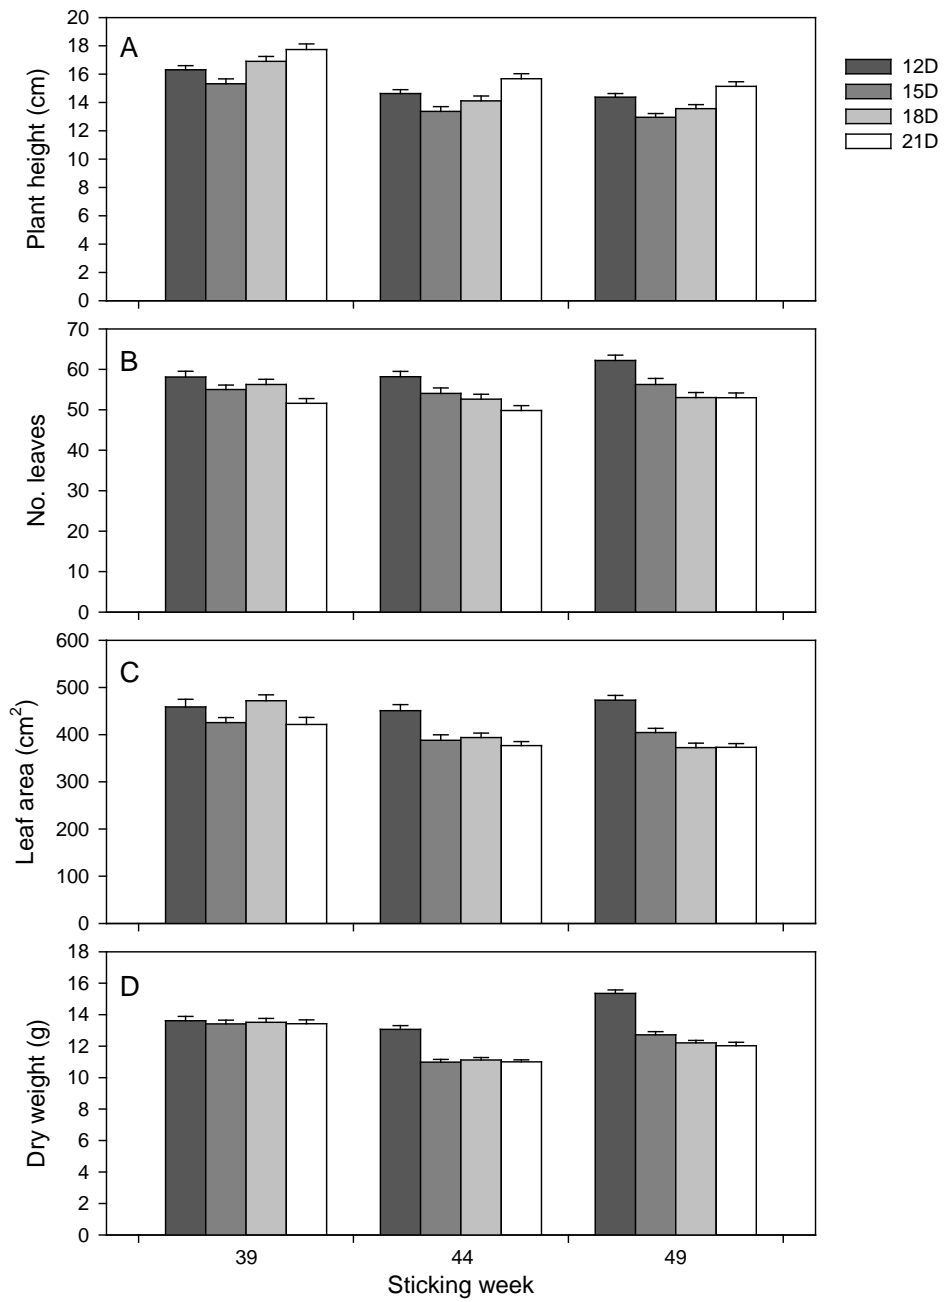 20
18
16
14
12
10
8
6
4
2
0
Plant height (cm)
A
12D
15D
18D
21D
70
60
50
40
30
20
10
0
No. leaves
B
600
500
400
300
200
100
0
Leaf area (cm²)
C
18
16
14
12
10
8
6
4
2
0
Dry weight (g)
D
39 44 49
Sticking week